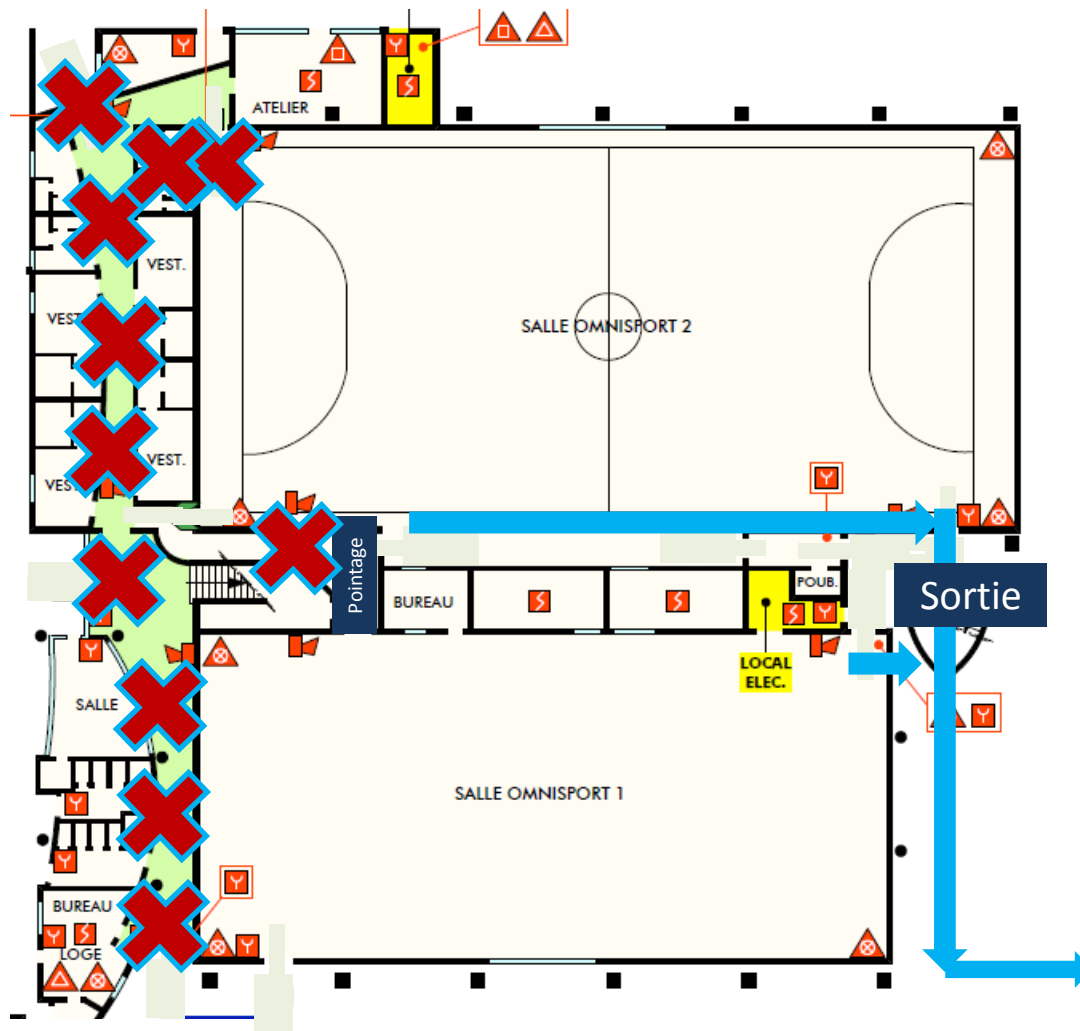 ATELIER
VEST.
SALLE OMNISPORT 2
VEST.
VEST.
Pointage
BUREAU
POUB.
Sortie
LOCAL
ELEC.
SALLE
SALLE OMNISPORT 1
BUREAU
LOGE